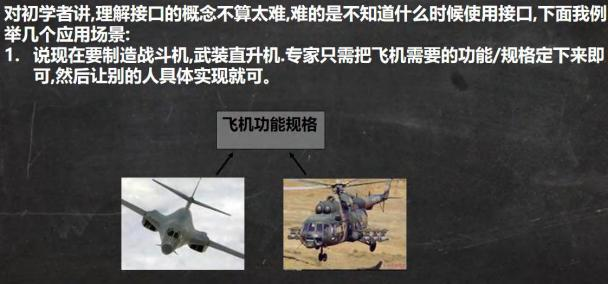 对初学者讲,理解接口的概念不算太难,难的是不知道什么时候使用接口,下面我例
举几个应用场景:
1. 说现在要制造战斗机,武装直升机.专家只需把飞机需要的功能/规格定下来即
可,然后让别的人具体实现就可。
飞机功能规格